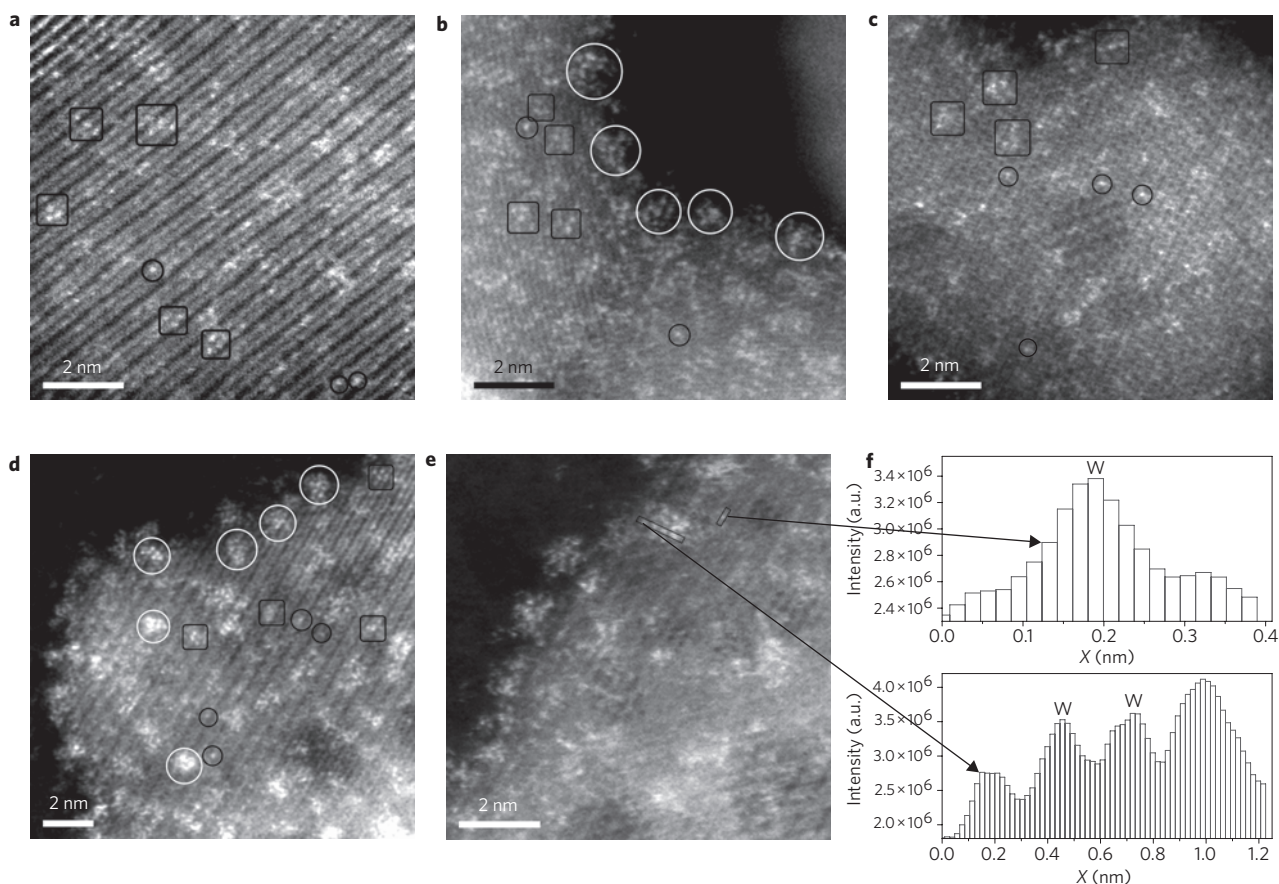 a
b
c
2 nm
2 nm
2 nm
d
e
f
2 nm
2 nm
W
3.4 × 10⁶
3.2 × 10⁶
3.0 × 10⁶
2.8 × 10⁶
2.6 × 10⁶
2.4 × 10⁶
Intensity (a.u.)
0.0 0.1 0.2 0.3 0.4
X (nm)
W W
4.0 × 10⁶
3.5 × 10⁶
3.0 × 10⁶
2.5 × 10⁶
2.0 × 10⁶
Intensity (a.u.)
0.0 0.2 0.4 0.6 0.8 1.0 1.2
X (nm)